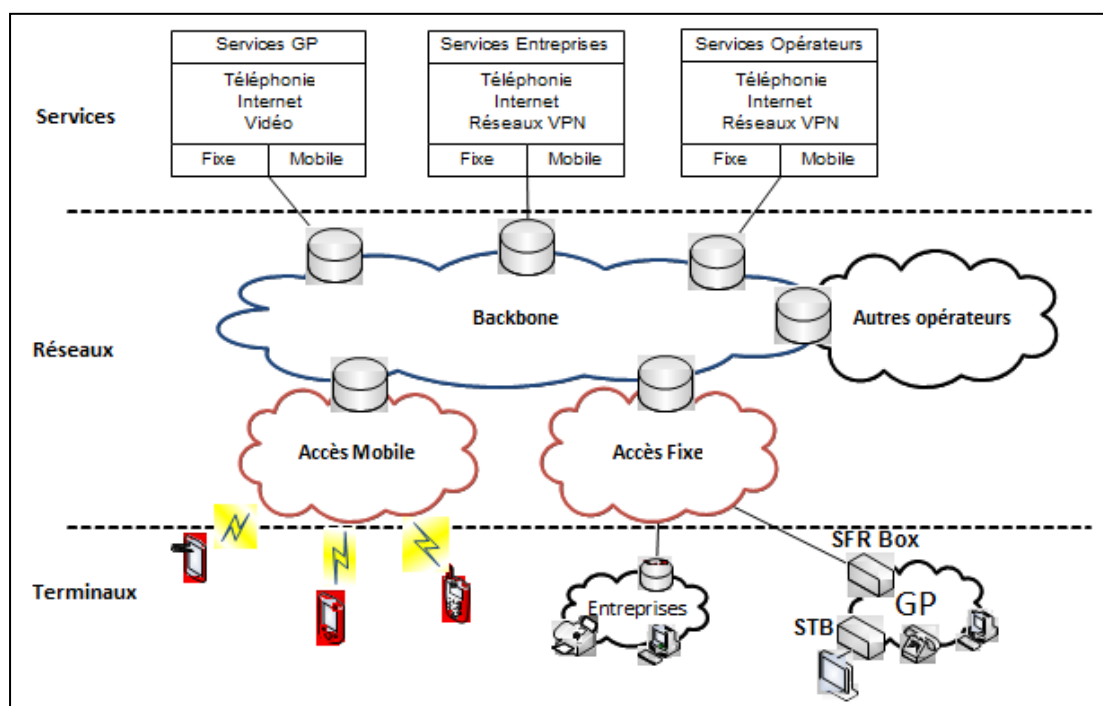 Services GP
Services Entreprises
Services Opérateurs
Téléphonie
Internet
Vidéo
Téléphonie
Internet
Réseaux VPN
Téléphonie
Internet
Réseaux VPN
Services
Fixe
Mobile
Fixe
Mobile
Fixe
Mobile
Backbone
Autres opérateurs
Réseaux
Accès Mobile
Accès Fixe
SFR Box
Terminaux
Entreprises
GP
STB